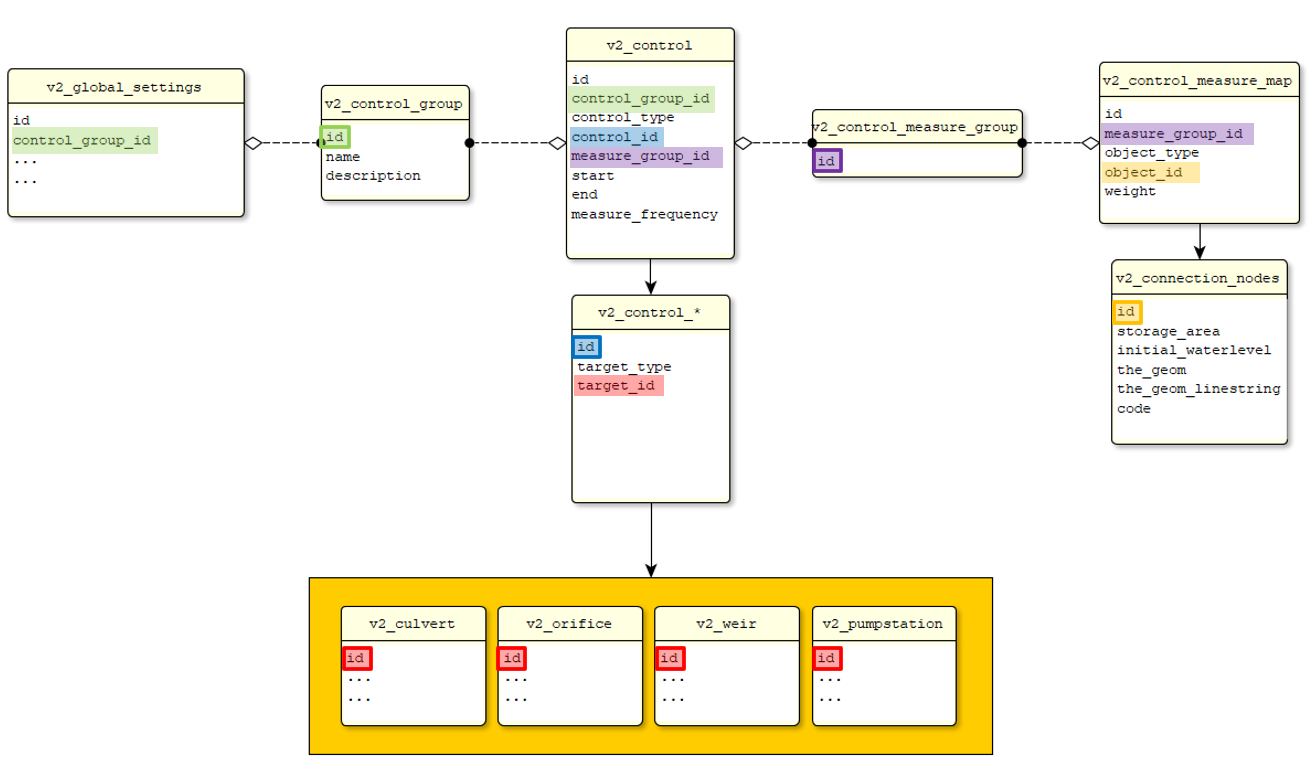 v2_global_settings
id
control_group_id
...
...
v2_control_group
id
name
description
v2_control
id
control_group_id
control_type
control_id
measure_group_id
start
end
measure_frequency
v2_control_measure_group
id
v2_control_measure_map
id
measure_group_id
object_type
object_id
weight
v2_control_*
id
target_type
target_id
v2_connection_nodes
id
storage_area
initial_waterlevel
the_geom
the_geom_linestring
code
v2_culvert
id
...
...
v2_orifice
id
...
...
v2_weir
id
...
...
v2_pumpstation
id
...
...